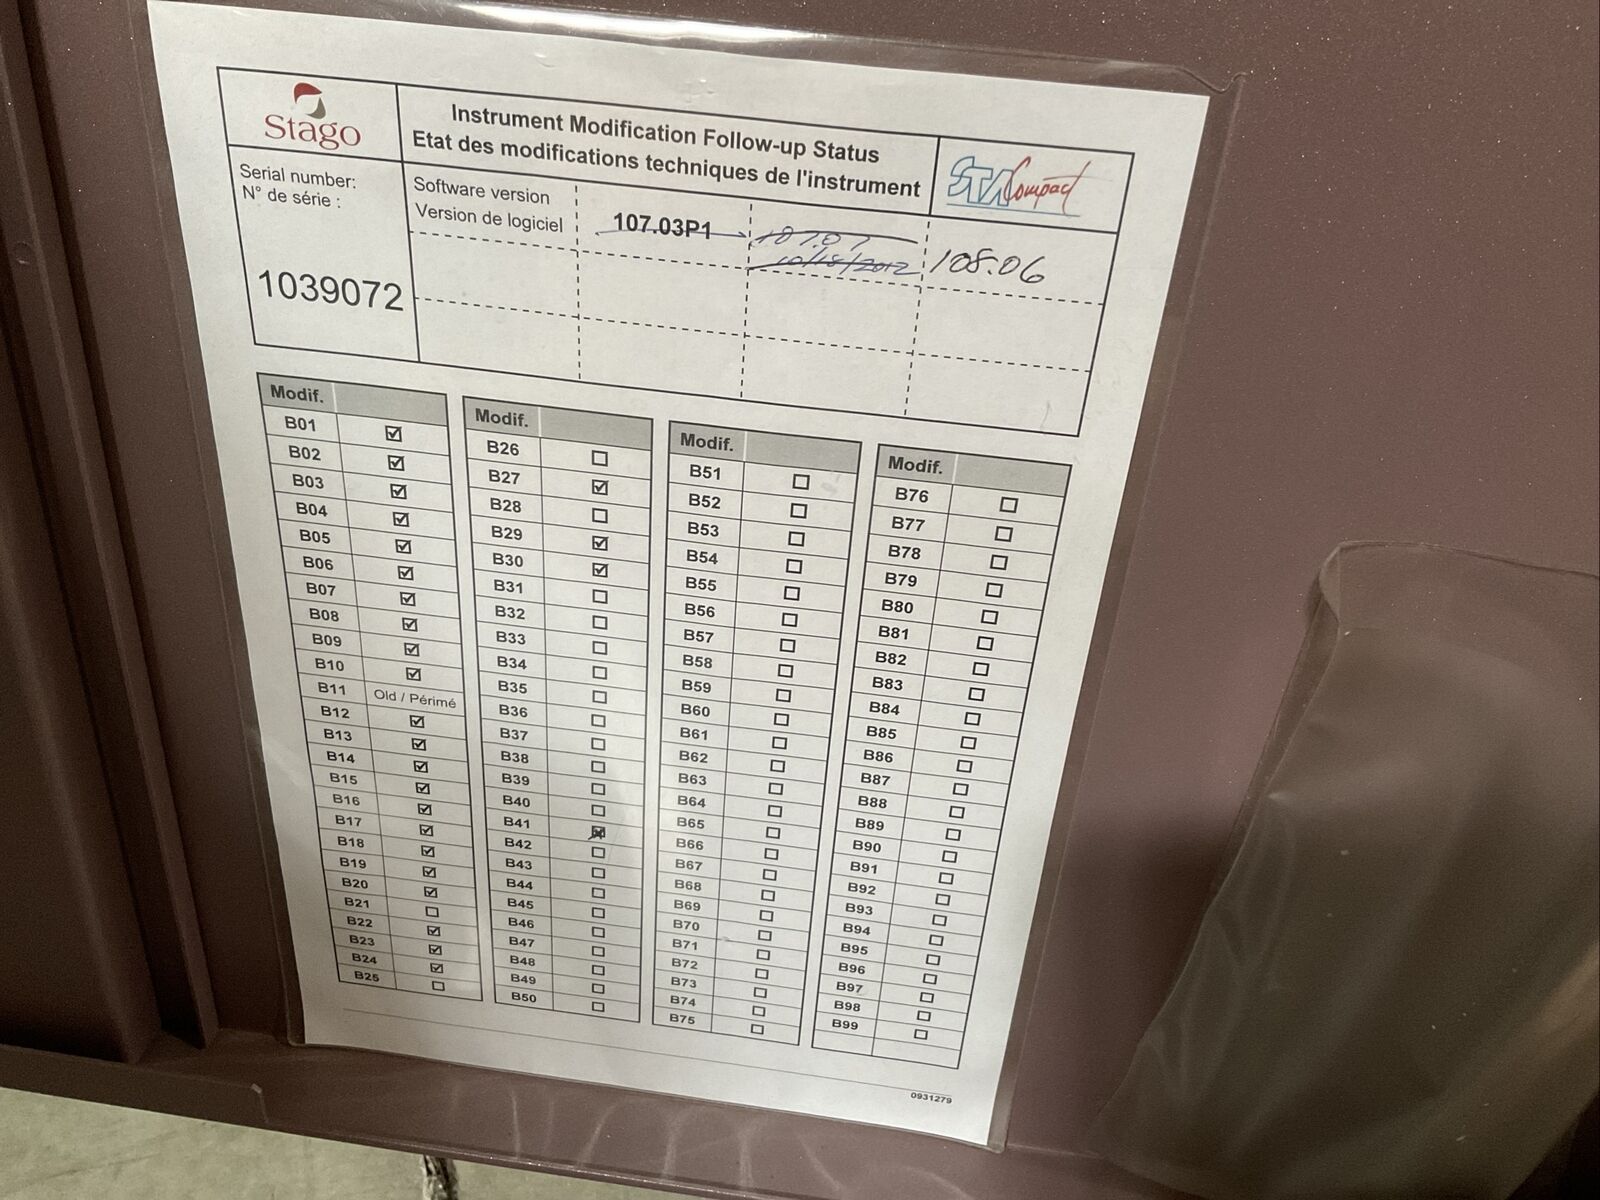 Stago
Instrument Modification Follow-up Status
Etat des modifications techniques de l'instrument
STA Compact
Serial number:
N° de série :
1039072
Software version
Version de logiciel
107.03P1
107.07
10/18/2012
108.06
Modif.
B01 ☑
B02 ☑
B03 ☑
B04 ☑
B05 ☑
B06 ☑
B07 ☑
B08 ☑
B09 ☑
B10 ☑
B11 Old / Périmé
B12 ☑
B13 ☑
B14 ☑
B15 ☑
B16 ☑
B17 ☑
B18 ☑
B19 ☑
B20 ☑
B21 ☐
B22 ☑
B23 ☑
B24 ☑
B25 ☐
Modif.
B26 ☐
B27 ☑
B28 ☐
B29 ☑
B30 ☑
B31 ☐
B32 ☐
B33 ☐
B34 ☐
B35 ☐
B36 ☐
B37 ☐
B38 ☐
B39 ☐
B40 ☐
B41 ☒
B42 ☐
B43 ☐
B44 ☐
B45 ☐
B46 ☐
B47 ☐
B48 ☐
B49 ☐
B50 ☐
Modif.
B51 ☐
B52 ☐
B53 ☐
B54 ☐
B55 ☐
B56 ☐
B57 ☐
B58 ☐
B59 ☐
B60 ☐
B61 ☐
B62 ☐
B63 ☐
B64 ☐
B65 ☐
B66 ☐
B67 ☐
B68 ☐
B69 ☐
B70 ☐
B71 ☐
B72 ☐
B73 ☐
B74 ☐
B75 ☐
Modif.
B76 ☐
B77 ☐
B78 ☐
B79 ☐
B80 ☐
B81 ☐
B82 ☐
B83 ☐
B84 ☐
B85 ☐
B86 ☐
B87 ☐
B88 ☐
B89 ☐
B90 ☐
B91 ☐
B92 ☐
B93 ☐
B94 ☐
B95 ☐
B96 ☐
B97 ☐
B98 ☐
B99 ☐
0931279